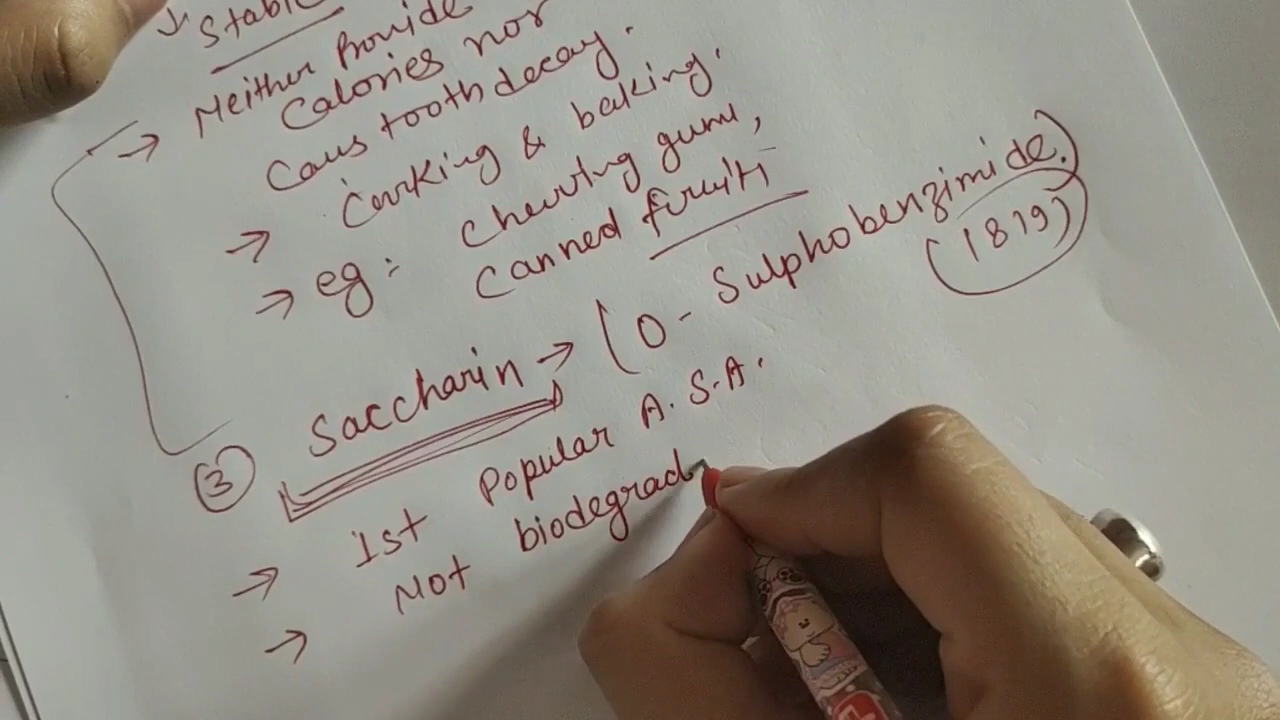 Stable
Neither Provide
Calories nor
Caus tooth decay.
→ Cooking & baking.
→ eg: Chewing gum,
Canned fruits
③ Saccharin → (O- Sulphobenzimide.)
(1879)
→ 1st Popular A.S.A.
→ Not biodegrad